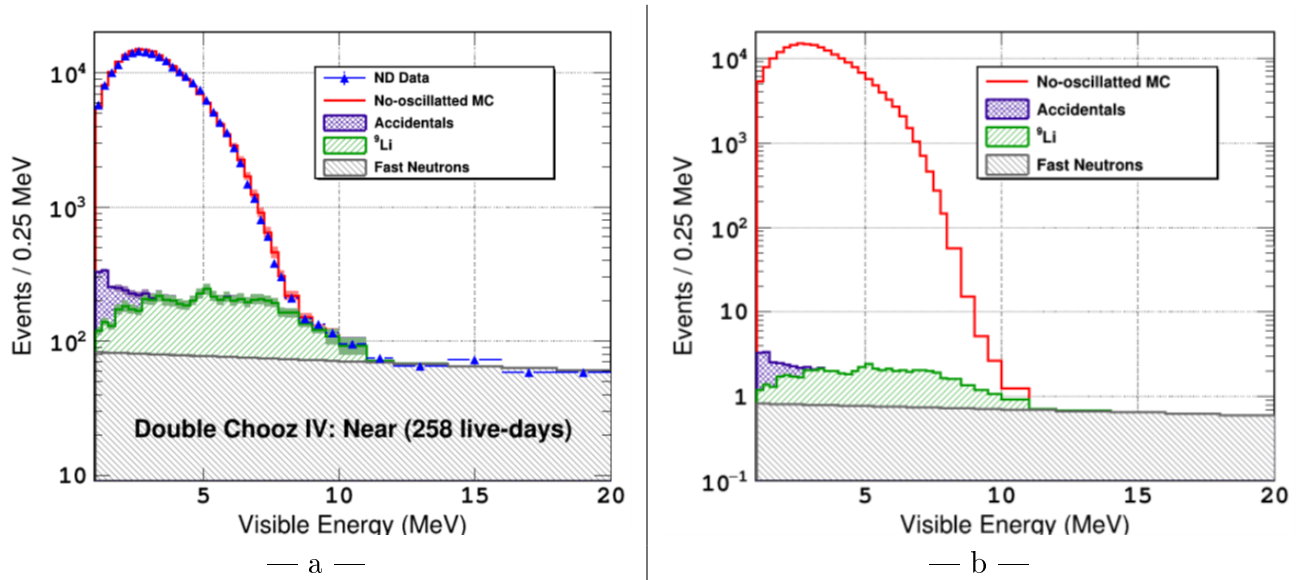 Events / 0.25 MeV
10⁴
10³
10²
10
ND Data
No-oscillatted MC
Accidentals
⁹Li
Fast Neutrons
Double Chooz IV: Near (258 live-days)
5 10 15 20
Visible Energy (MeV)
— a —
Events / 0.25 MeV
10⁴
10³
10²
10
1
10⁻¹
No-oscillatted MC
Accidentals
⁹Li
Fast Neutrons
5 10 15 20
Visible Energy (MeV)
— b —